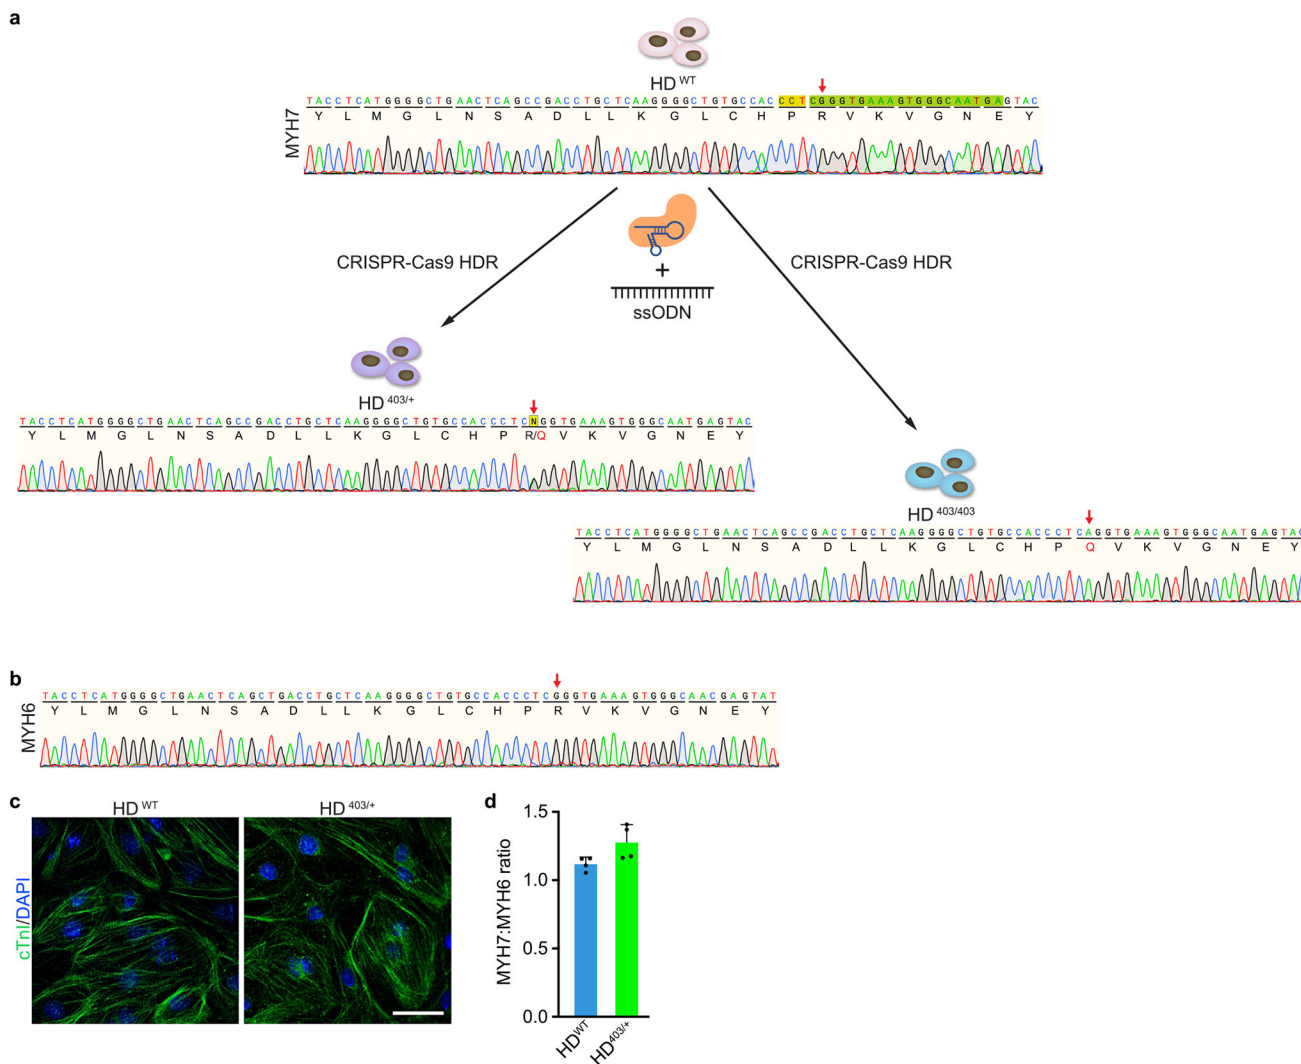 a
HD WT
TACCTCATGGGGCTGAACTCAGCCGACCTGCTCAAGGGGCTGTGCCACCCTCGGGTGAAAGTGGGCAATGAGTAC
Y L M G L N S A D L L K G L C H P R V K V G N E Y
MYH7
CRISPR-Cas9 HDR
+
ssODN
CRISPR-Cas9 HDR
HD 403/+
TACCTCATGGGGCTGAACTCAGCCGACCTGCTCAAGGGGCTGTGCCACCCTCNGGTGAAAGTGGGCAATGAGTAC
Y L M G L N S A D L L K G L C H P R/Q V K V G N E Y
HD 403/403
TACCTCATGGGGCTGAACTCAGCCGACCTGCTCAAGGGGCTGTGCCACCCTCAGGTGAAAGTGGGCAATGAGTAC
Y L M G L N S A D L L K G L C H P Q V K V G N E Y
b
TACCTCATGGGGCTGAACTCAGCTGACCTGCTCAAGGGGCTGTGCCACCCTCGGGTGAAAGTGGGCAACGAGTAT
Y L M G L N S A D L L K G L C H P R V K V G N E Y
MYH6
c
HD WT
HD 403/+
cTnI/DAPI
d
MYH7:MYH6 ratio
1.5
1.0
0.5
0.0
HD WT
HD 403/+